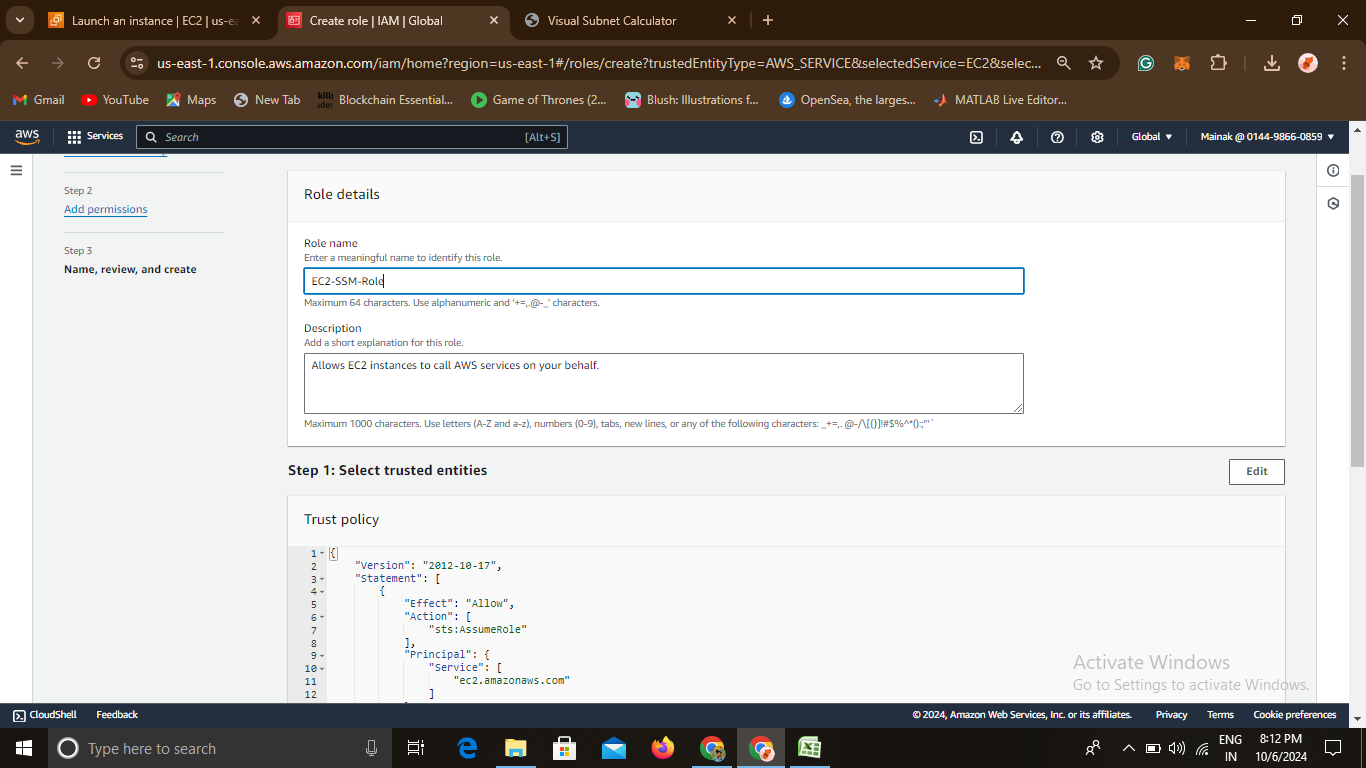 Launch an instance | EC2 | us-ea
Create role | IAM | Global
Visual Subnet Calculator
us-east-1.console.aws.amazon.com/iam/home?region=us-east-1#/roles/create?trustedEntityType=AWS_SERVICE&selectedService=EC2&selec...
Gmail
YouTube
Maps
New Tab
Blockchain Essential...
Game of Thrones (2...
Blush: Illustrations f...
OpenSea, the larges...
MATLAB Live Editor...
aws
Services
Search
[Alt+S]
Global
Mainak @ 0144-9866-0859
Step 2
Add permissions
Step 3
Name, review, and create
Role details
Role name
Enter a meaningful name to identify this role.
EC2-SSM-Role
Maximum 64 characters. Use alphanumeric and '+=,.@-_' characters.
Description
Add a short explanation for this role.
Allows EC2 instances to call AWS services on your behalf.
Maximum 1000 characters. Use letters (A-Z and a-z), numbers (0-9), tabs, new lines, or any of the following characters: _+=,. @-/\[{}]!#$%^*();:"'`
Step 1: Select trusted entities
Edit
Trust policy
1 {
2 "Version": "2012-10-17",
3 "Statement": [
4 {
5 "Effect": "Allow",
6 "Action": [
7 "sts:AssumeRole"
8 ],
9 "Principal": {
10 "Service": [
11 "ec2.amazonaws.com"
12 ]
Activate Windows
Go to Settings to activate Windows.
CloudShell
Feedback
© 2024, Amazon Web Services, Inc. or its affiliates.
Privacy
Terms
Cookie preferences
Type here to search
ENG
IN
8:12 PM
10/6/2024